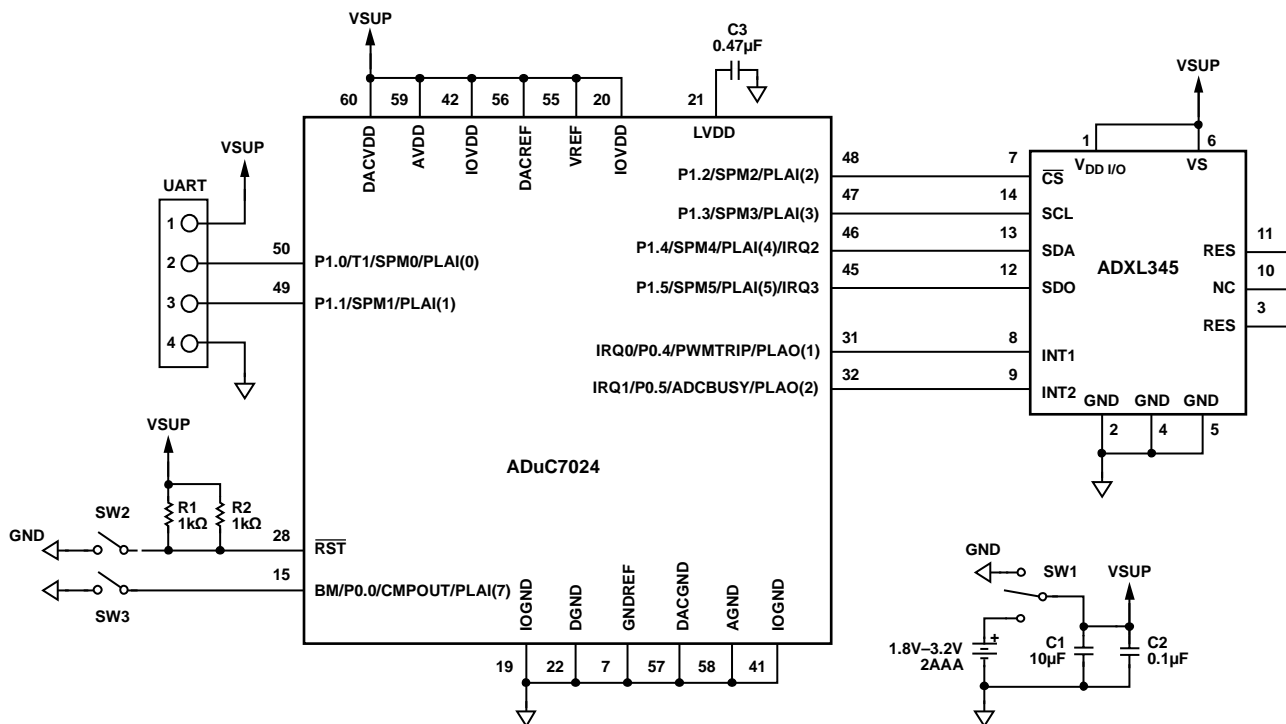 VSUP
C3
0.47µF
60 59 42 56 55 20 21
DACVDD
AVDD
IOVDD
DACREF
VREF
IOVDD
LVDD
VSUP
UART
1
2
3
4
50
P1.0/T1/SPM0/PLAI(0)
49
P1.1/SPM1/PLAI(1)
P1.2/SPM2/PLAI(2)
48
P1.3/SPM3/PLAI(3)
47
P1.4/SPM4/PLAI(4)/IRQ2
46
P1.5/SPM5/PLAI(5)/IRQ3
45
IRQ0/P0.4/PWMTRIP/PLAO(1)
31
IRQ1/P0.5/ADCBUSY/PLAO(2)
32
ADuC7024
VSUP
R1
1kΩ
R2
1kΩ
GND
SW2
28
RST
SW3
15
BM/P0.0/CMPOUT/PLAI(7)
IOGND
DGND
GNDREF
DACGND
AGND
IOGND
19 22 7 57 58 41
VSUP
1 6
VDD I/O
VS
7
CS
14
SCL
13
SDA
12
SDO
8
INT1
9
INT2
ADXL345
RES
11
NC
10
RES
3
GND GND GND
2 4 5
GND
SW1
VSUP
+
1.8V–3.2V
2AAA
C1
10µF
C2
0.1µF